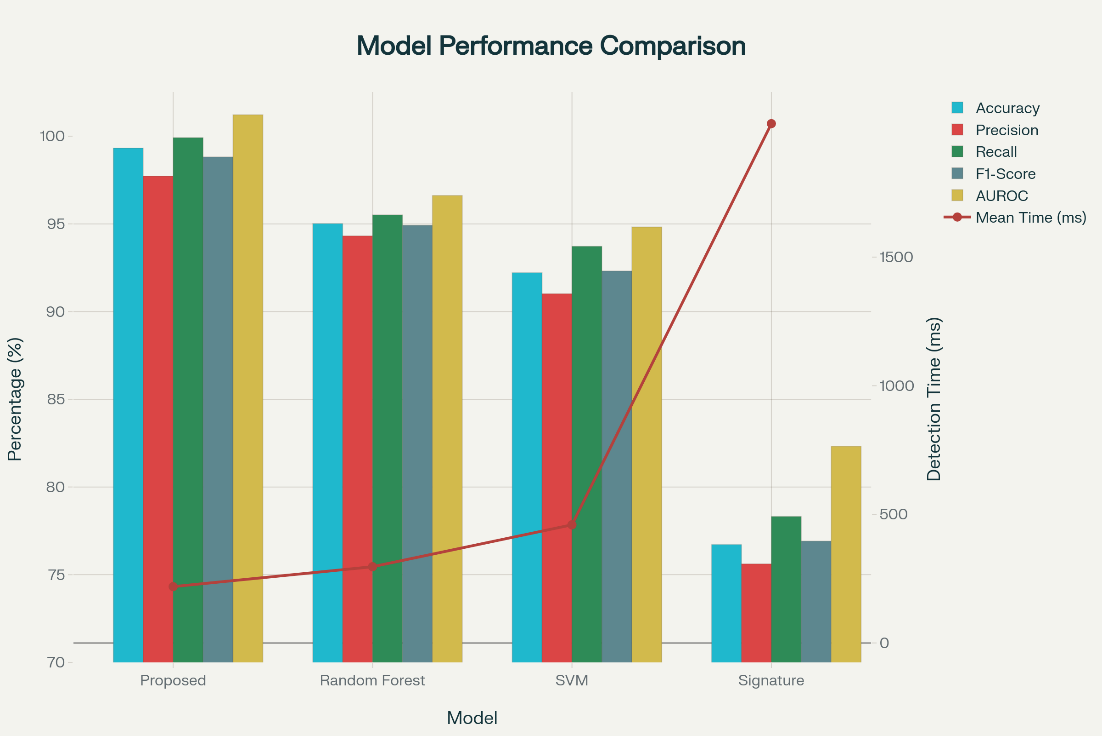 Model Performance Comparison
Accuracy
Precision
Recall
F1-Score
AUROC
Mean Time (ms)
Percentage (%)
100
95
90
85
80
75
70
1500
1000
500
0
Detection Time (ms)
Proposed Random Forest SVM Signature
Model